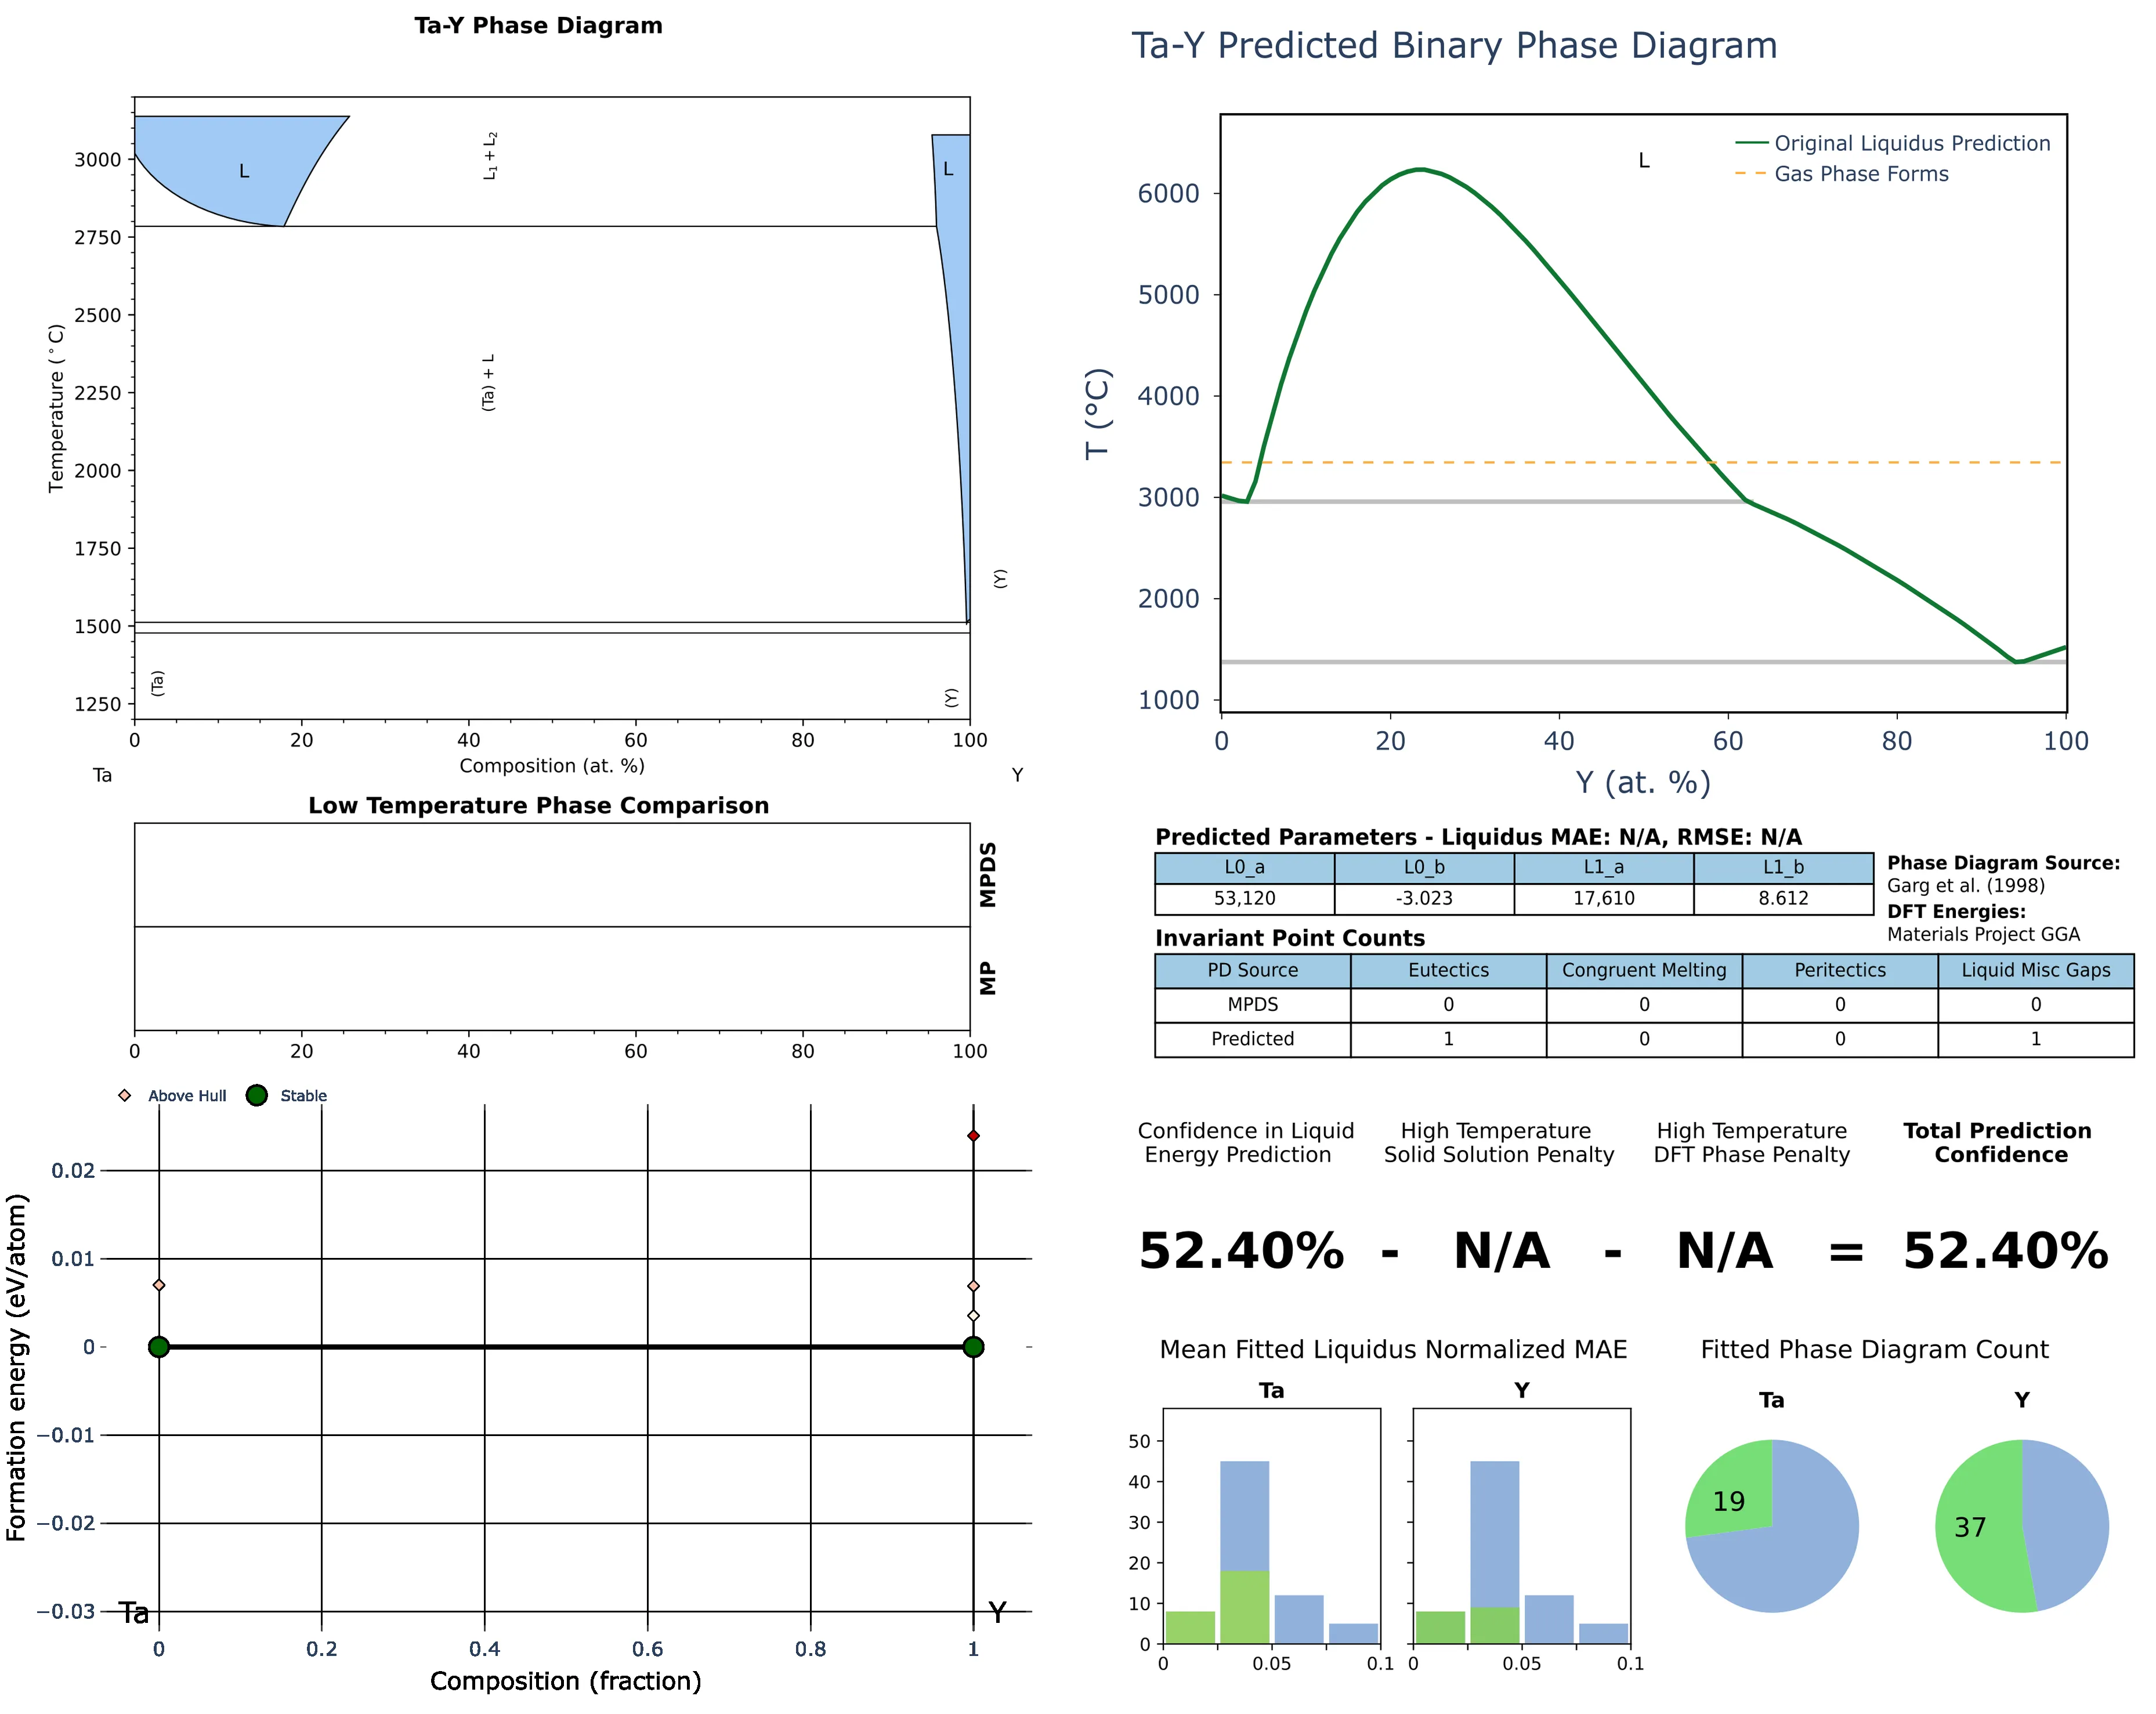 Ta-Y Phase Diagram
3000
2750
2500
2250
2000
1750
1500
1250
Temperature (°C)
L
L₁ + L₂
L
(Ta) + L
(Y)
(Ta)
(Y)
0 20 40 60 80 100
Composition (at. %)
Ta Y
Low Temperature Phase Comparison
MPDS
MP
0 20 40 60 80 100
Above Hull Stable
0.02
0.01
0
−0.01
−0.02
−0.03
Formation energy (eV/atom)
Ta Y
0 0.2 0.4 0.6 0.8 1
Composition (fraction)
Ta-Y Predicted Binary Phase Diagram
L
Original Liquidus Prediction
Gas Phase Forms
6000
5000
4000
3000
2000
1000
T (°C)
0 20 40 60 80 100
Y (at. %)
Predicted Parameters - Liquidus MAE: N/A, RMSE: N/A
L0_a L0_b L1_a L1_b
53,120 -3.023 17,610 8.612
Phase Diagram Source:
Garg et al. (1998)
DFT Energies:
Materials Project GGA
Invariant Point Counts
PD Source Eutectics Congruent Melting Peritectics Liquid Misc Gaps
MPDS 0 0 0 0
Predicted 1 0 0 1
Confidence in Liquid
Energy Prediction
High Temperature
Solid Solution Penalty
High Temperature
DFT Phase Penalty
Total Prediction
Confidence
52.40% - N/A - N/A = 52.40%
Mean Fitted Liquidus Normalized MAE
Ta Y
50
40
30
20
10
0
0 0.05 0.1 0 0.05 0.1
Fitted Phase Diagram Count
Ta Y
19 37